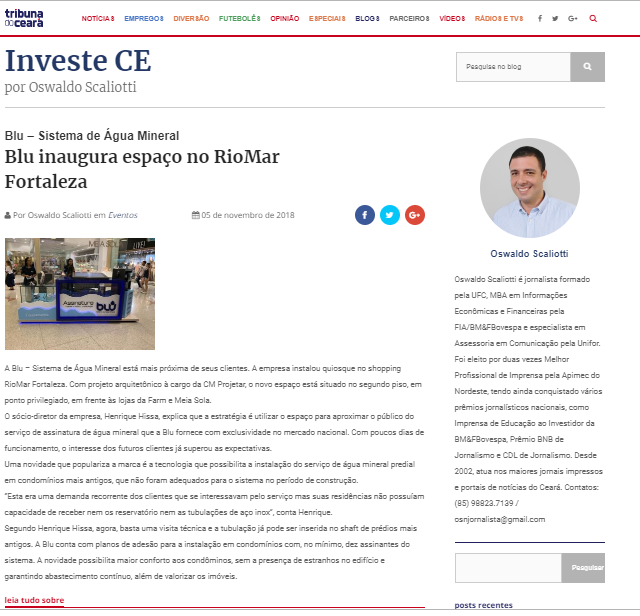 tribuna
do ceará
NOTÍCIAS EMPREGOS DIVERSÃO FUTEBOLÊS OPINIÃO ESPECIAIS BLOGS PARCEIROS VÍDEOS RÁDIOS E TVS
Investe CE
por Oswaldo Scaliotti
Pesquise no blog
Blu – Sistema de Água Mineral
Blu inaugura espaço no RioMar
Fortaleza
Por Oswaldo Scaliotti em Eventos
05 de novembro de 2018
MEIA SOLA
LIVE!
Assinatura
blu
A Blu – Sistema de Água Mineral está mais próxima de seus clientes. A empresa instalou quiosque no shopping
RioMar Fortaleza. Com projeto arquitetônico à cargo da CM Projetar, o novo espaço está situado no segundo piso, em
ponto privilegiado, em frente às lojas da Farm e Meia Sola.
O sócio-diretor da empresa, Henrique Hissa, explica que a estratégia é utilizar o espaço para aproximar o público do
serviço de assinatura de água mineral que a Blu fornece com exclusividade no mercado nacional. Com poucos dias de
funcionamento, o interesse dos futuros clientes já superou as expectativas.
Uma novidade que populariza a marca é a tecnologia que possibilita a instalação do serviço de água mineral predial
em condomínios mais antigos, que não foram adequados para o sistema no período de construção.
“Esta era uma demanda recorrente dos clientes que se interessavam pelo serviço mas suas residências não possuíam
capacidade de receber nem os reservatório nem as tubulações de aço inox”, conta Henrique.
Segundo Henrique Hissa, agora, basta uma visita técnica e a tubulação já pode ser inserida no shaft de prédios mais
antigos. A Blu conta com planos de adesão para a instalação em condomínios com, no mínimo, dez assinantes do
sistema. A novidade possibilita maior conforto aos condôminos, sem a presença de estranhos no edifício e
garantindo abastecimento contínuo, além de valorizar os imóveis.
leia tudo sobre
Oswaldo Scaliotti
Oswaldo Scaliotti é jornalista formado
pela UFC, MBA em Informações
Econômicas e Financeiras pela
FIA/BM&FBovespa e especialista em
Assessoria em Comunicação pela Unifor.
Foi eleito por duas vezes Melhor
Profissional de Imprensa pela Apimec do
Nordeste, tendo ainda conquistado vários
prêmios jornalísticos nacionais, como
Imprensa de Educação ao Investidor da
BM&FBovespa, Prêmio BNB de
Jornalismo e CDL de Jornalismo. Desde
2002, atua nos maiores jornais impressos
e portais de notícias do Ceará. Contatos:
(85) 98823.7139 /
osnjornalista@gmail.com
Pesquisar
posts recentes